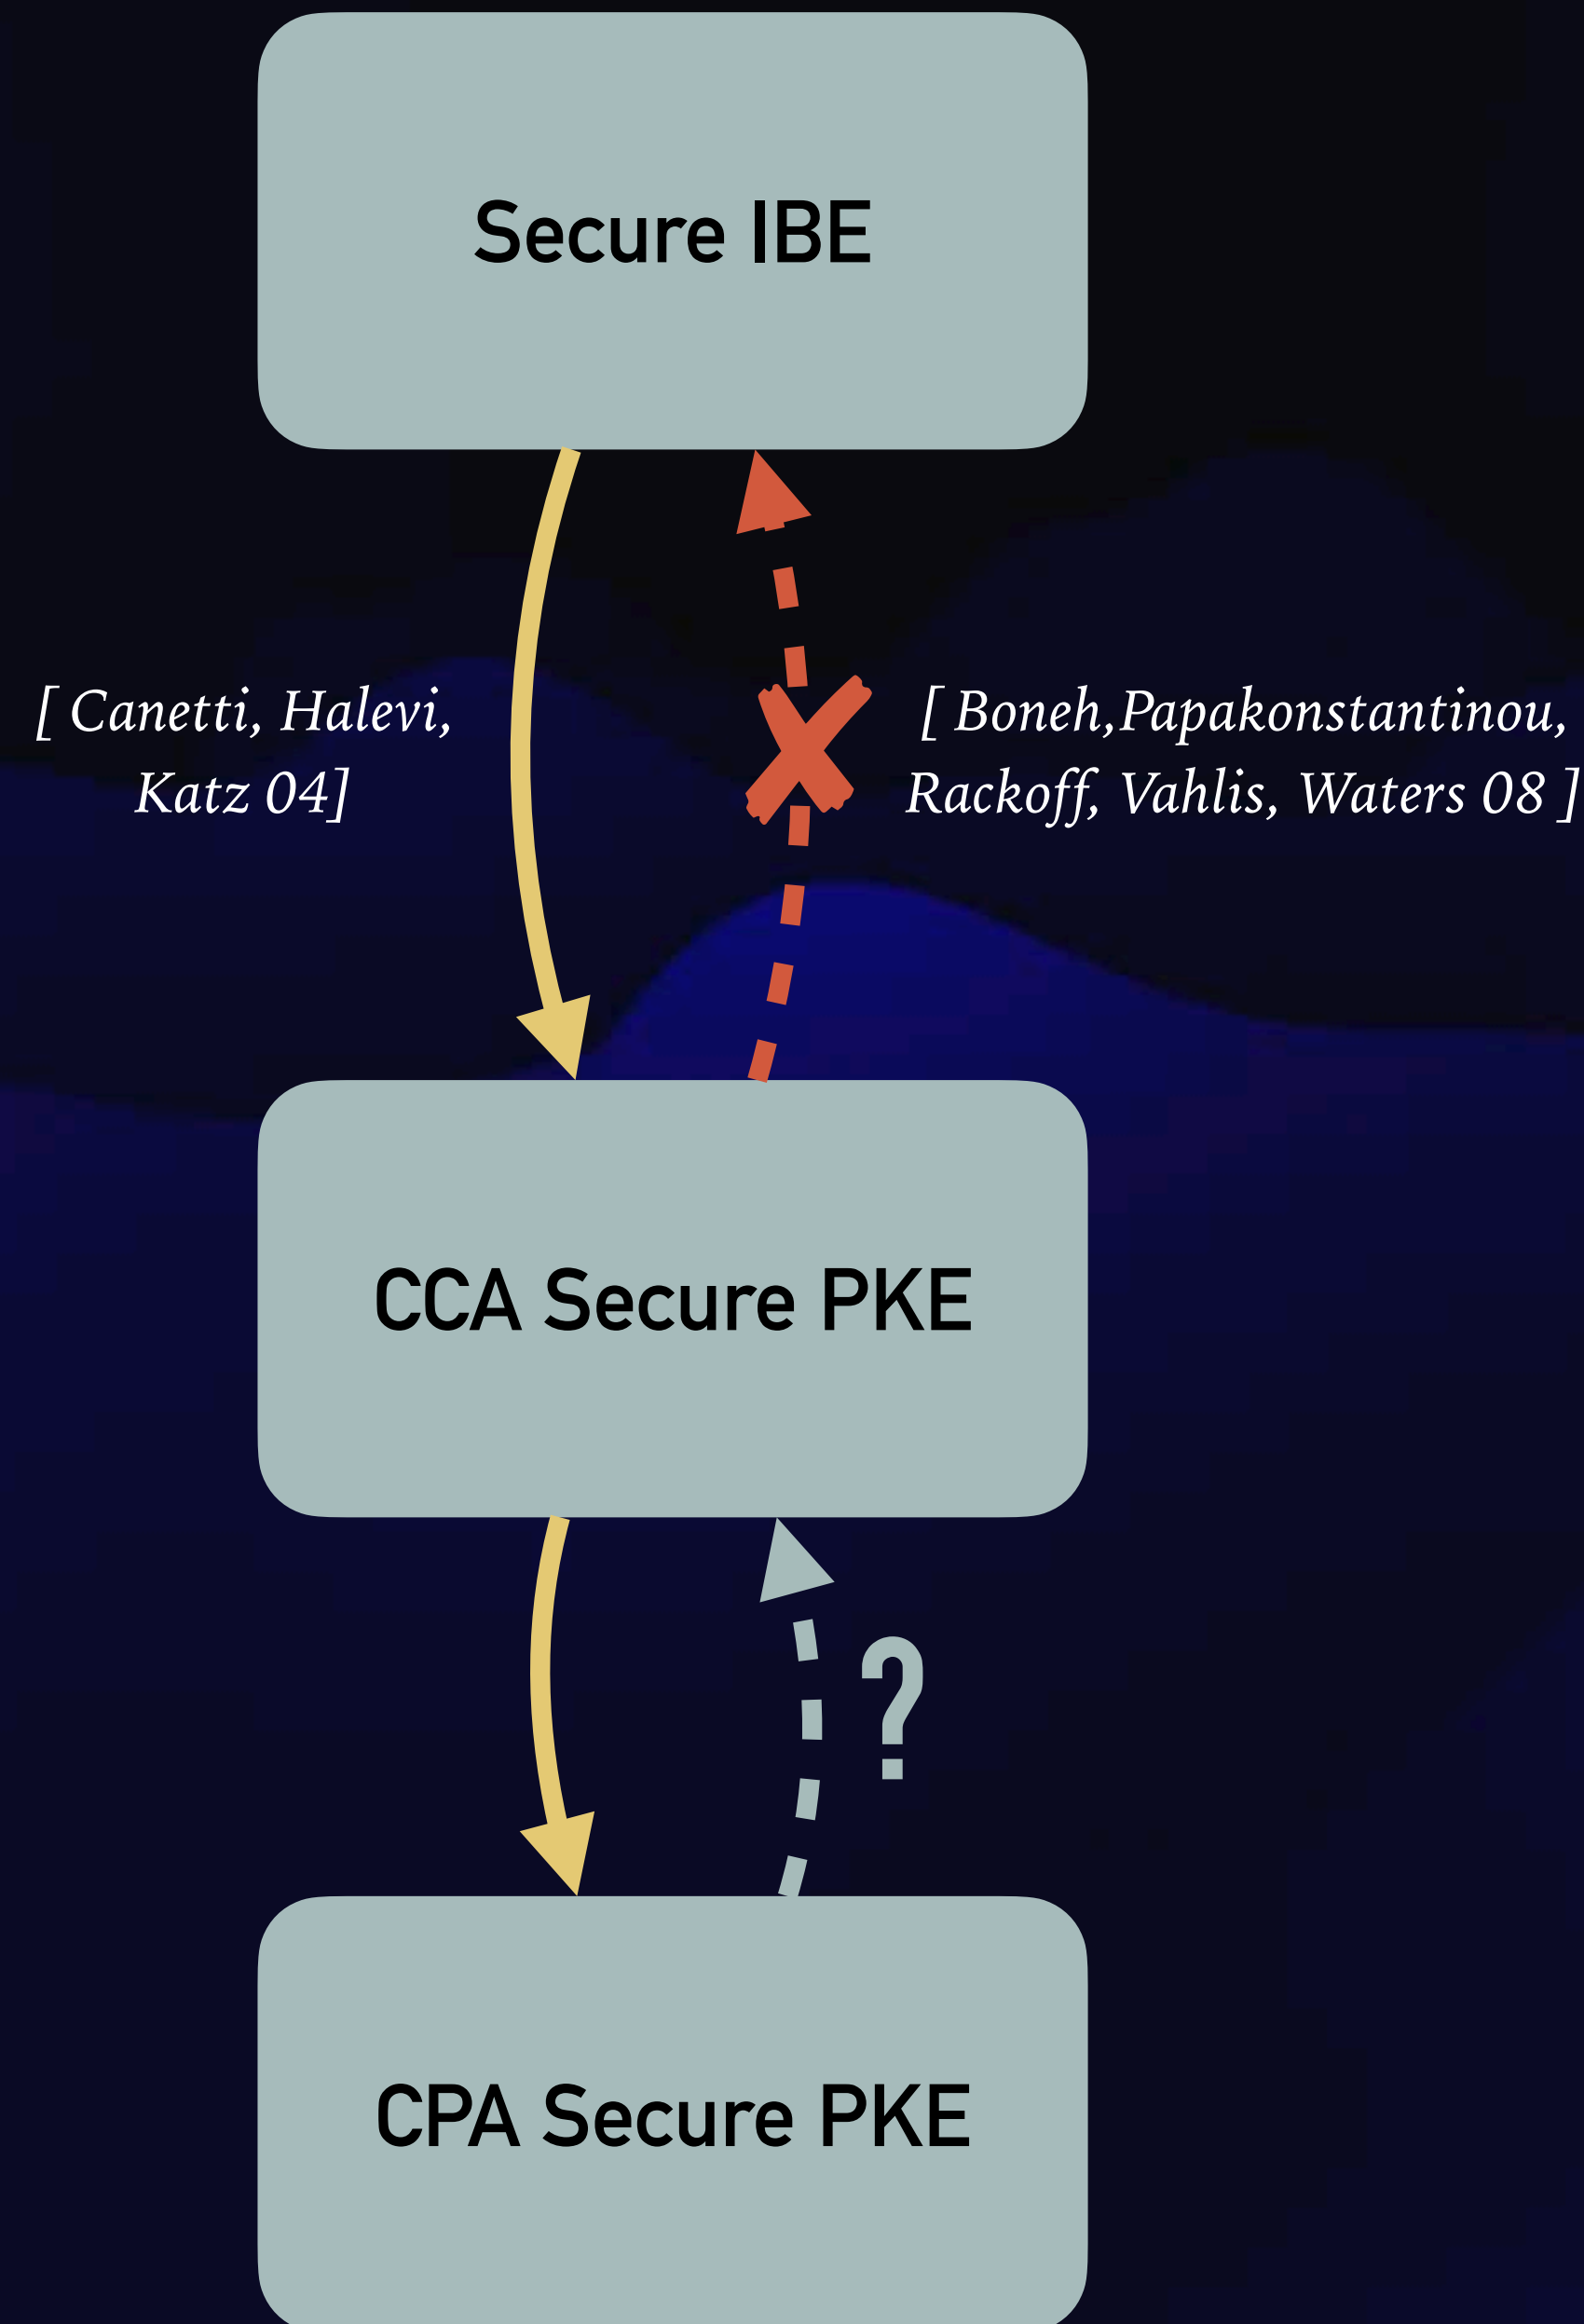 Secure IBE
[ Canetti, Halevi,
Katz 04]
[ Boneh,Papakonstantinou,
Rackoff, Vahlis, Waters 08 ]
CCA Secure PKE
?
CPA Secure PKE